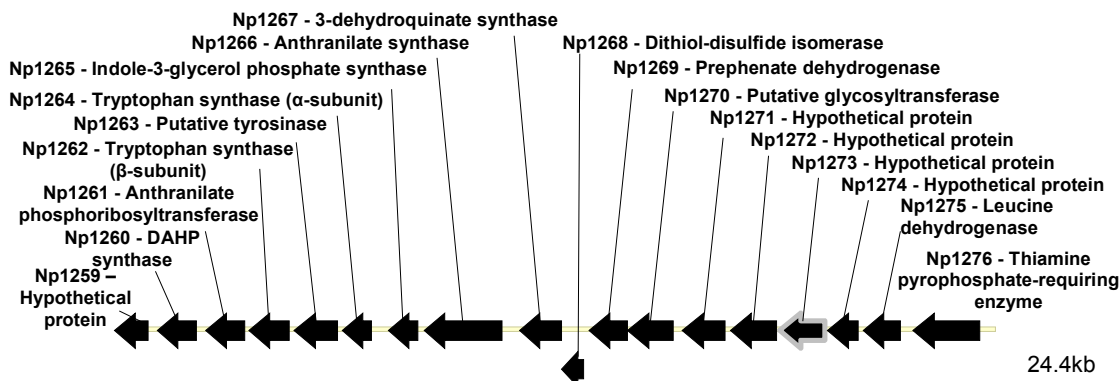 Np1267 - 3-dehydroquinate synthase
Np1266 - Anthranilate synthase
Np1265 - Indole-3-glycerol phosphate synthase
Np1264 - Tryptophan synthase (α-subunit)
Np1263 - Putative tyrosinase
Np1262 - Tryptophan synthase
(β-subunit)
Np1261 - Anthranilate
phosphoribosyltransferase
Np1260 - DAHP
synthase
Np1259 –
Hypothetical
protein
Np1268 - Dithiol-disulfide isomerase
Np1269 - Prephenate dehydrogenase
Np1270 - Putative glycosyltransferase
Np1271 - Hypothetical protein
Np1272 - Hypothetical protein
Np1273 - Hypothetical protein
Np1274 - Hypothetical protein
Np1275 - Leucine
dehydrogenase
Np1276 - Thiamine
pyrophosphate-requiring
enzyme
24.4kb